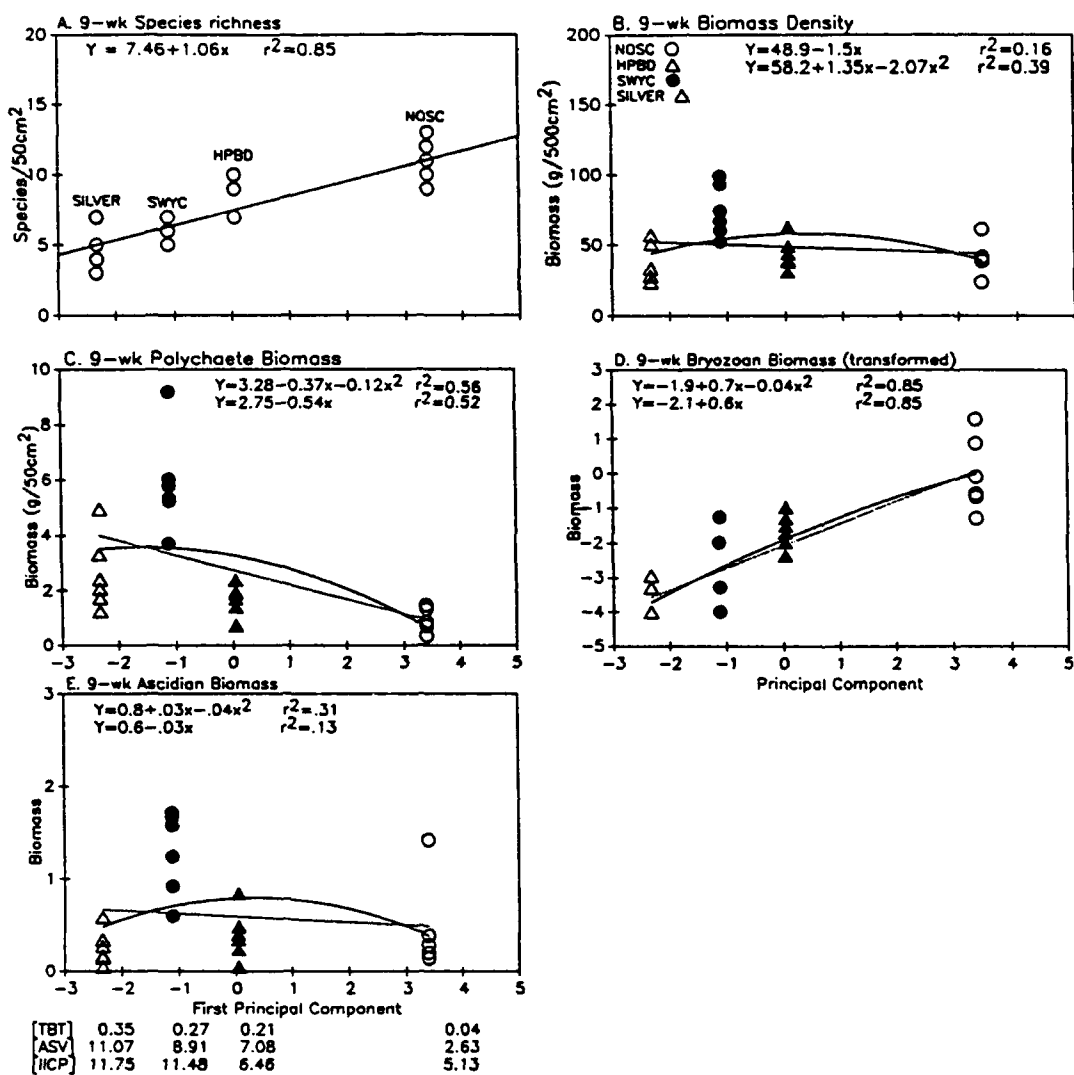 A. 9-wk Species richness
Y = 7.46+1.06x r²=0.85
20
15
10
5
0
Species/50cm²
SILVER
SWYC
HPBD
NOSC
B. 9-wk Biomass Density
NOSC ○ Y=48.9-1.5x r²=0.16
HPBD △ Y=58.2+1.35x-2.07x² r²=0.39
SWYC ●
SILVER △
200
150
100
50
0
Biomass (g/500cm²)
C. 9-wk Polychaete Biomass
Y=3.28-0.37x-0.12x² r²=0.56
Y=2.75-0.54x r²=0.52
10
8
6
4
2
0
Biomass (g/50cm²)
-3 -2 -1 0 1 2 3 4 5
D. 9-wk Bryozoan Biomass (transformed)
Y=-1.9+0.7x-0.04x² r²=0.85
Y=-2.1+0.6x r²=0.85
3
2
1
0
-1
-2
-3
-4
-5
Biomass
-3 -2 -1 0 1 2 3 4 5
Principal Component
E. 9-wk Ascidian Biomass
Y=0.8+.03x-.04x² r²=.31
Y=0.6-.03x r²=.13
3
2
1
0
Biomass
-3 -2 -1 0 1 2 3 4 5
First Principal Component
[TBT] 0.35 0.27 0.21 0.04
[ASV] 11.07 8.91 7.08 2.63
11.75 11.48 6.46 5.13